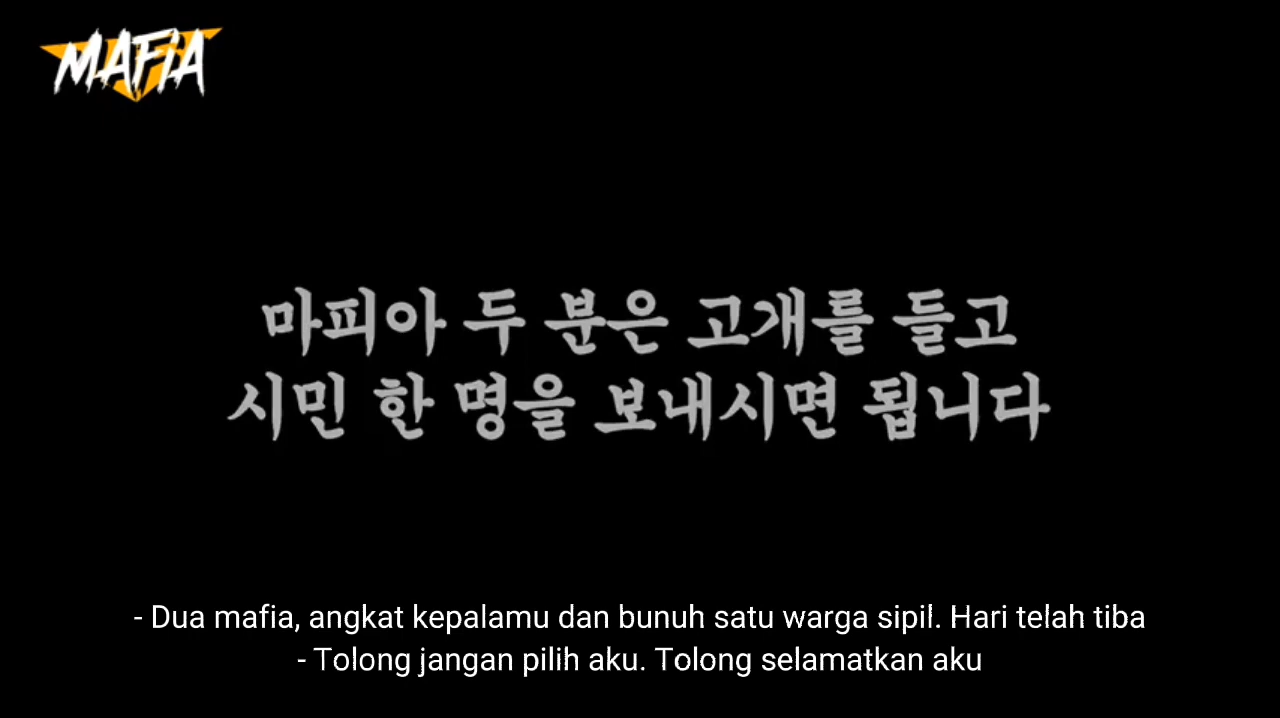 MAFiA
마피아 두 분은 고개를 들고
시민 한 명을 보내시면 됩니다
- Dua mafia, angkat kepalamu dan bunuh satu warga sipil. Hari telah tiba
- Tolong jangan pilih aku. Tolong selamatkan aku